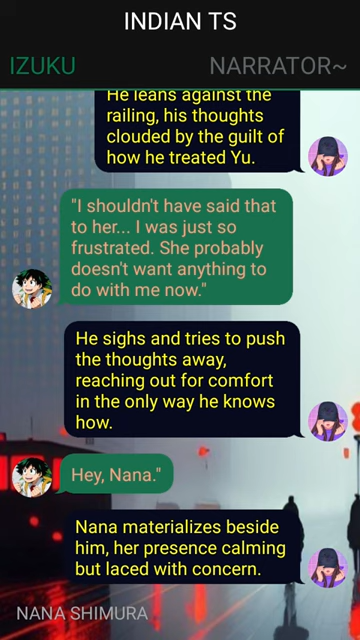 INDIAN TS
IZUKU
NARRATOR~
He leans against the
railing, his thoughts
clouded by the guilt of
how he treated Yu.
"I shouldn't have said that
to her... I was just so
frustrated. She probably
doesn't want anything to
do with me now."
He sighs and tries to push
the thoughts away,
reaching out for comfort
in the only way he knows
how.
Hey, Nana."
Nana materializes beside
him, her presence calming
but laced with concern.
NANA SHIMURA